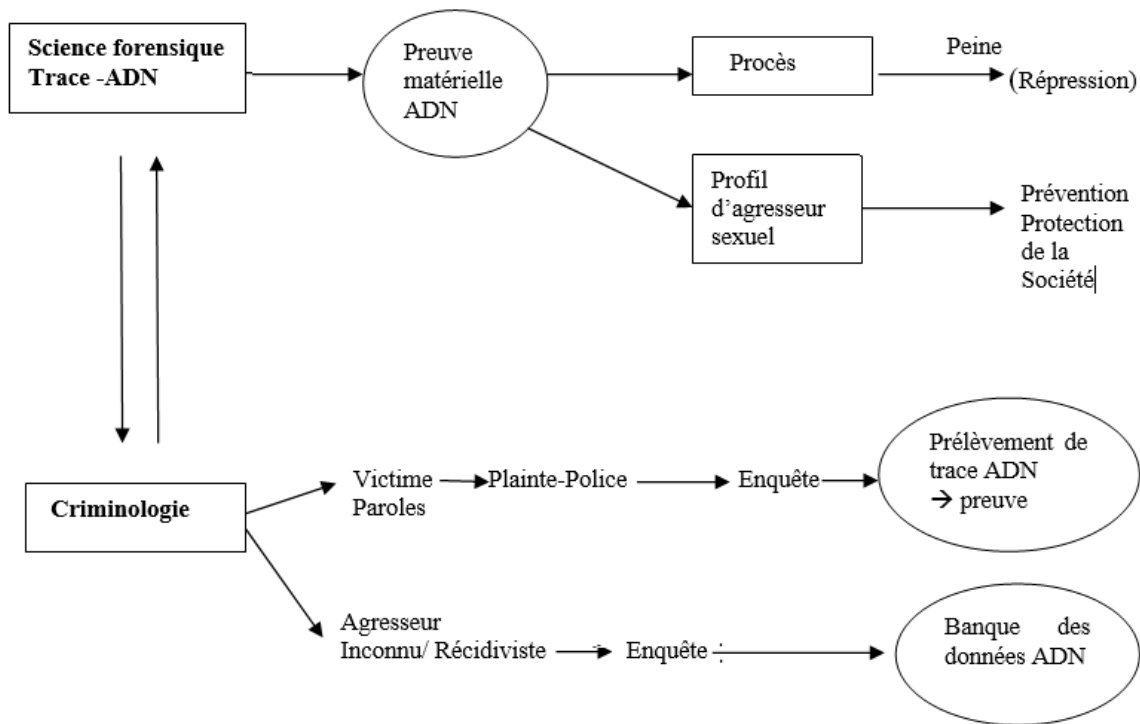 Science forensique
Trace -ADN
Preuve
matérielle
ADN
Procès
Peine
(Répression)
Profil
d'agresseur
sexuel
Prévention
Protection
de la
Société
Criminologie
Victime
Paroles
Plainte-Police
Enquête
Prélèvement de
trace ADN
→ preuve
Agresseur
Inconnu/ Récidiviste
Enquête :
Banque des
données ADN